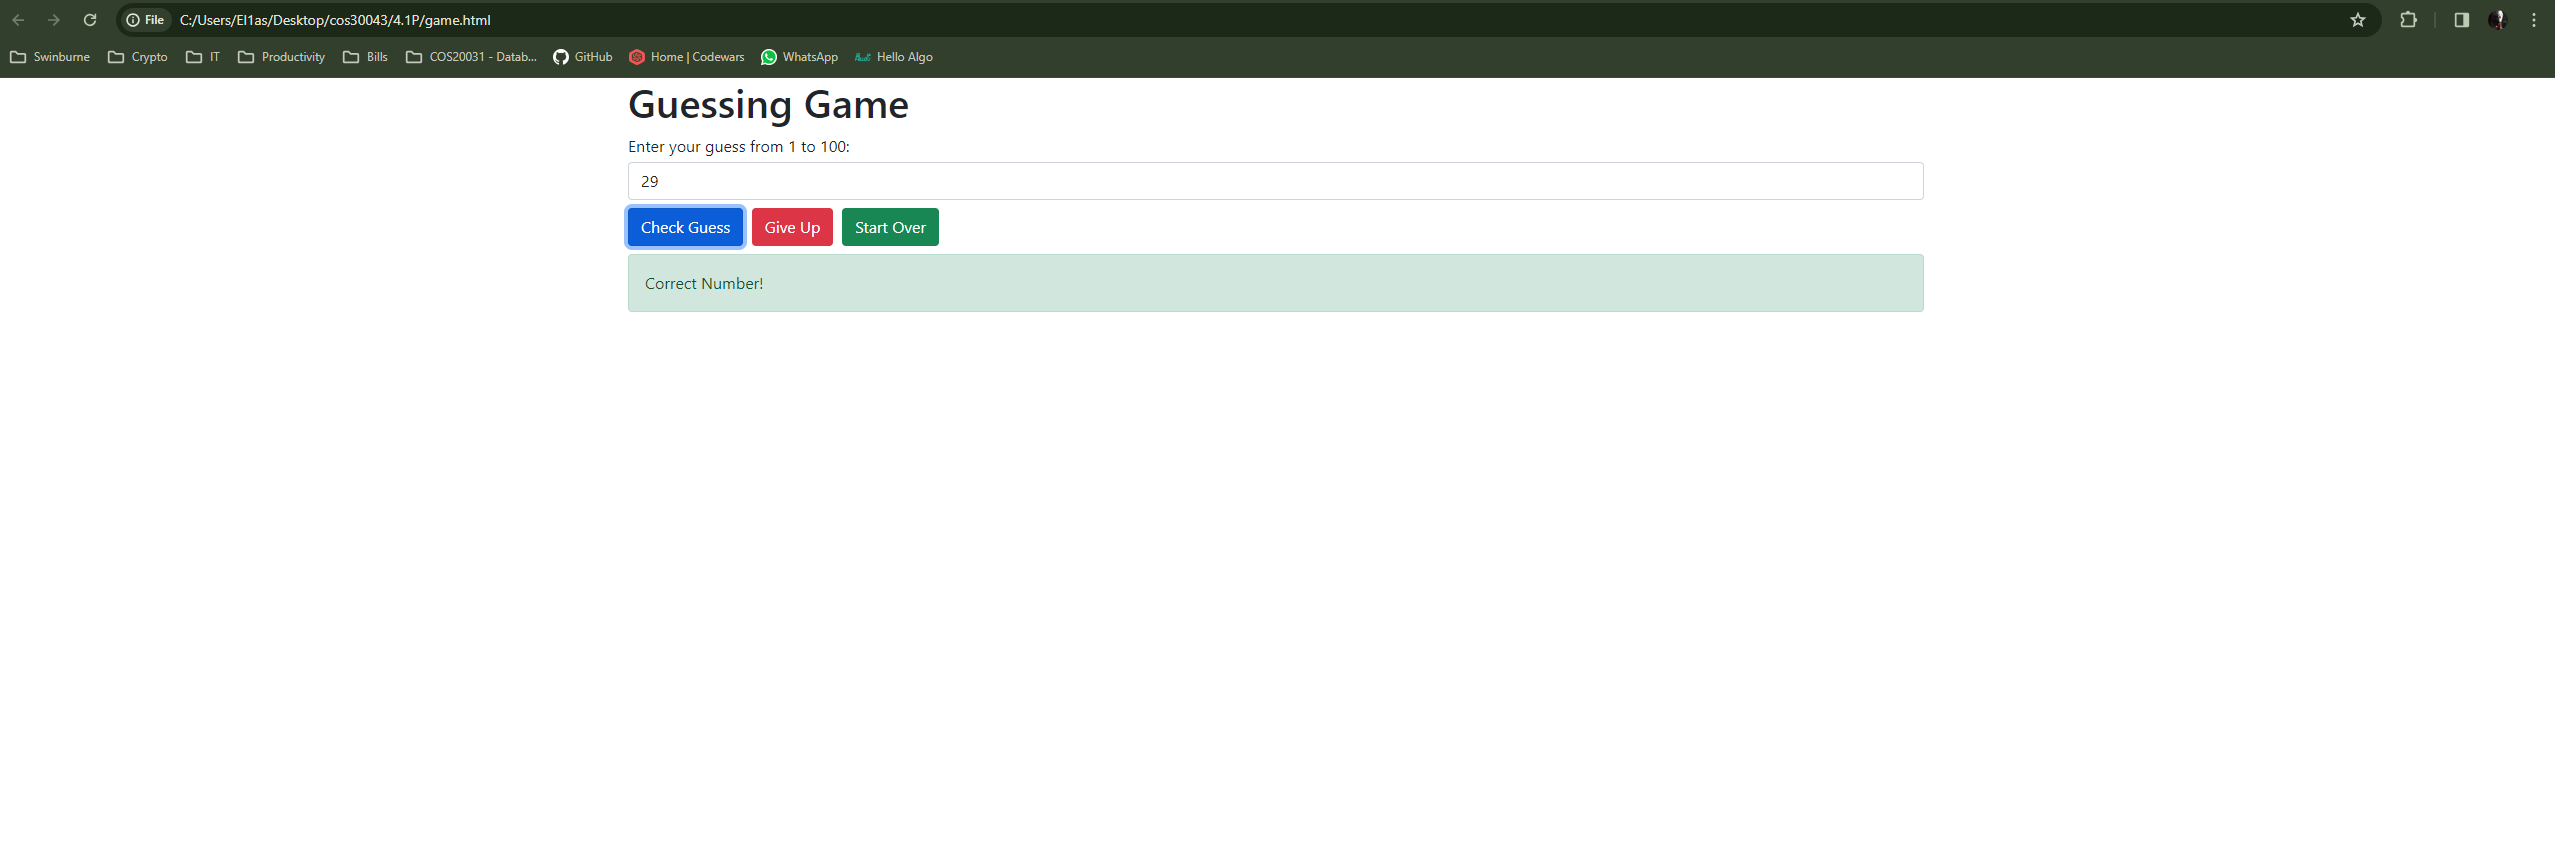 File C:/Users/El1as/Desktop/cos30043/4.1P/game.html
Swinburne Crypto IT Productivity Bills COS20031 - Datab... GitHub Home | Codewars WhatsApp Hello Algo
Guessing Game
Enter your guess from 1 to 100:
29
Check Guess Give Up Start Over
Correct Number!